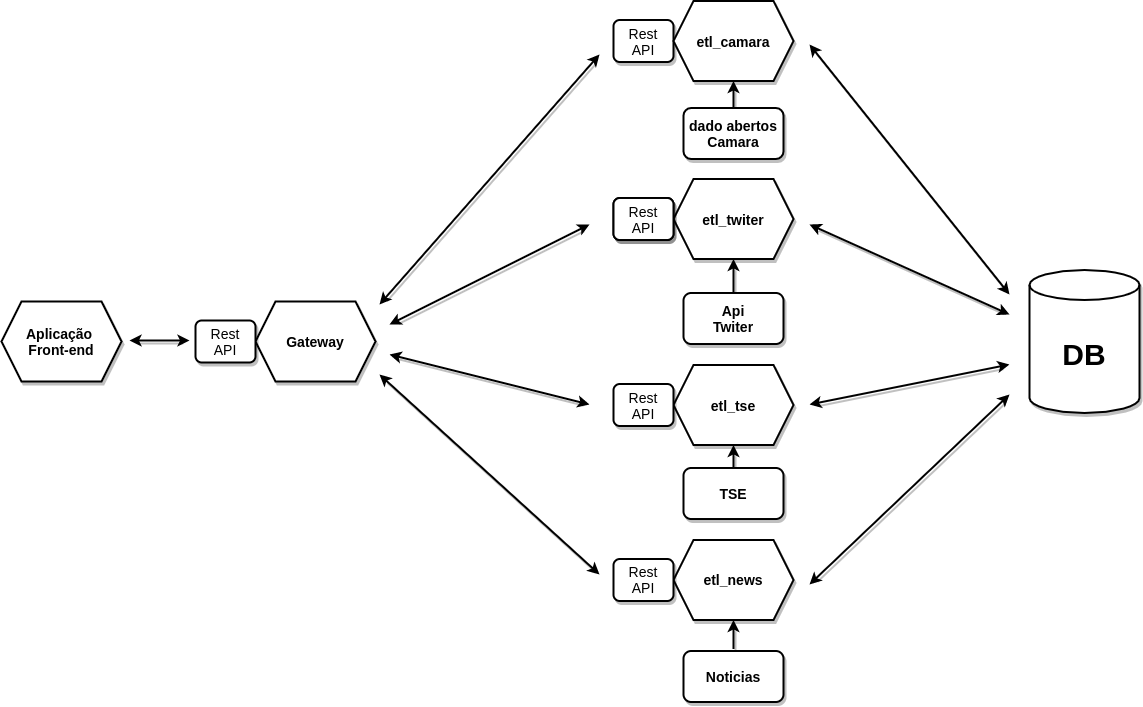 Aplicação
Front-end
Rest
API
Gateway
Rest
API
etl_camara
dado abertos
Camara
Rest
API
etl_twiter
Api
Twiter
Rest
API
etl_tse
TSE
Rest
API
etl_news
Noticias
DB